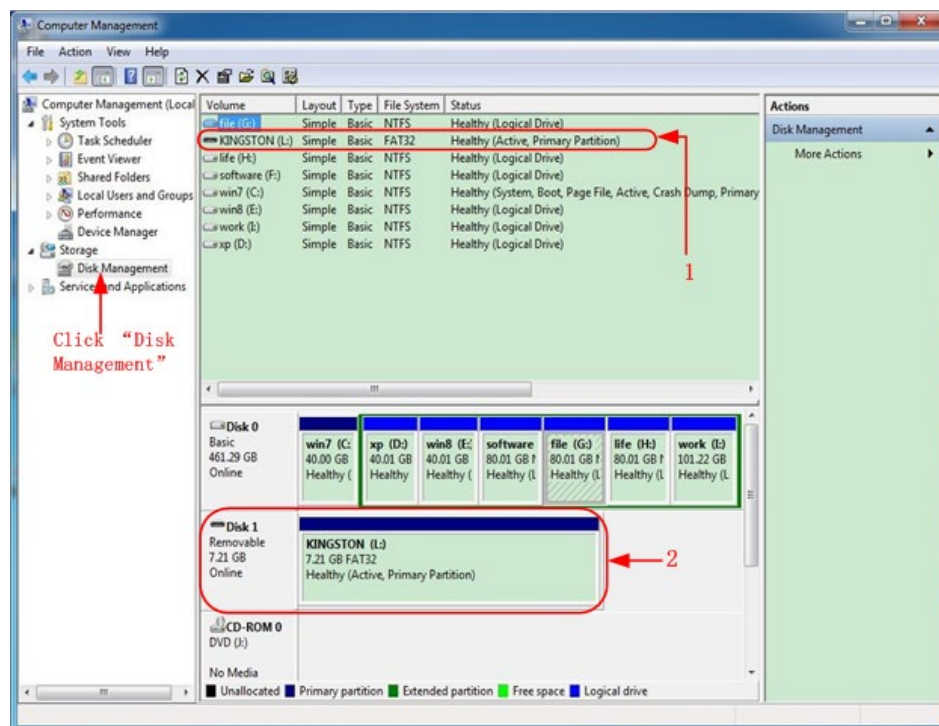 Computer Management
File Action View Help
Computer Management (Local
System Tools
Task Scheduler
Event Viewer
Shared Folders
Local Users and Groups
Performance
Device Manager
Storage
Disk Management
Services and Applications
Click “Disk
Management”
Volume Layout Type File System Status
file (G:) Simple Basic NTFS Healthy (Logical Drive)
KINGSTON (L:) Simple Basic FAT32 Healthy (Active, Primary Partition)
life (H:) Simple Basic NTFS Healthy (Logical Drive)
software (F:) Simple Basic NTFS Healthy (Logical Drive)
win7 (C:) Simple Basic NTFS Healthy (System, Boot, Page File, Active, Crash Dump, Primary
win8 (E:) Simple Basic NTFS Healthy (Logical Drive)
work (I:) Simple Basic NTFS Healthy (Logical Drive)
xp (D:) Simple Basic NTFS Healthy (Logical Drive)
1
Actions
Disk Management
More Actions
Disk 0
Basic
461.29 GB
Online
win7 (C: xp (D:) win8 (E: software file (G:) life (H:) work (I:)
40.00 GB 40.01 GB 40.01 GB 80.01 GB 80.01 GB 80.01 GB 101.22 GB
Healthy ( Healthy Healthy ( Healthy (L Healthy (L Healthy (L Healthy (L
Disk 1
Removable
7.21 GB
Online
KINGSTON (L:)
7.21 GB FAT32
Healthy (Active, Primary Partition)
2
CD-ROM 0
DVD (J:)
No Media
Unallocated Primary partition Extended partition Free space Logical drive